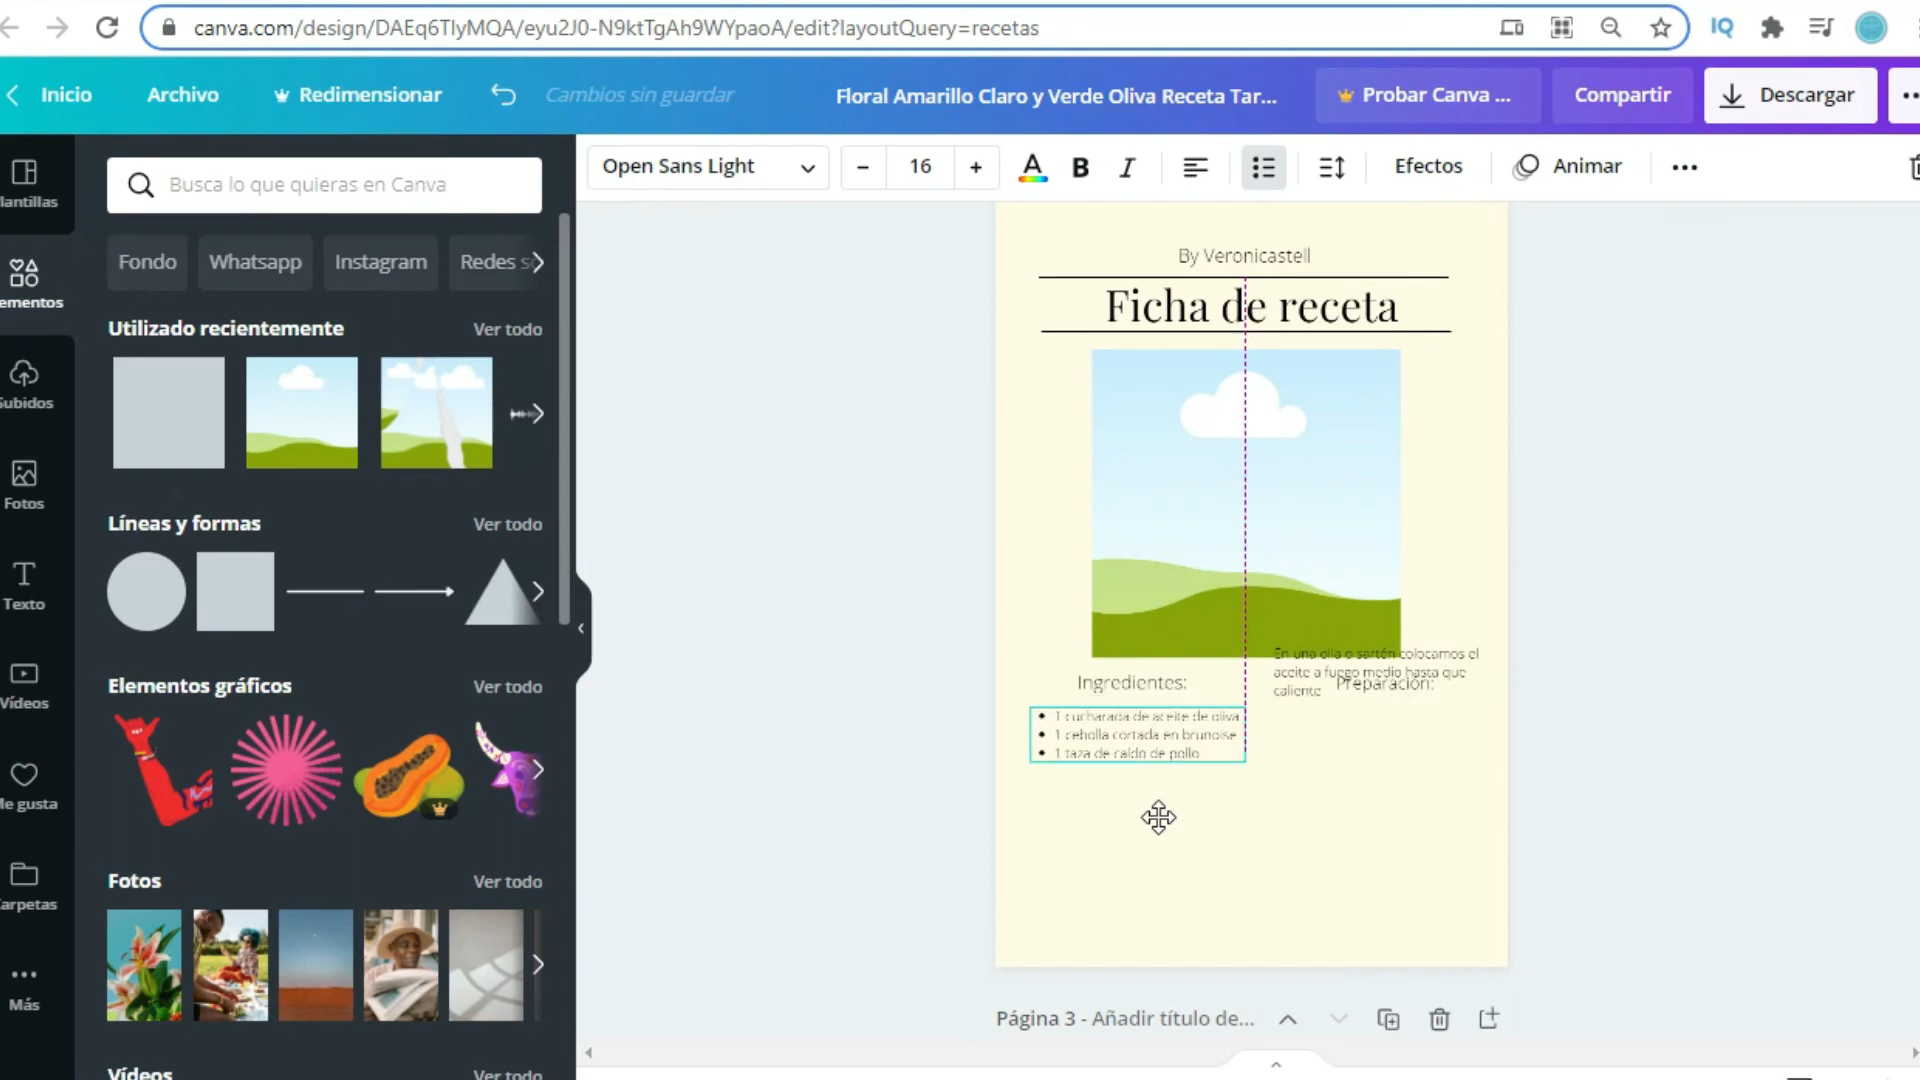 canva.com/design/DAEq6TlyMQA/eyu2J0-N9ktTgAh9WYpaoA/edit?layoutQuery=recetas
IQ
Inicio
Archivo
Redimensionar
Cambios sin guardar
Floral Amarillo Claro y Verde Oliva Receta Tar...
Probar Canva ...
Compartir
Descargar
Open Sans Light
– 16 +
A
B
I
Efectos
Animar
lantillas
ementos
Subidos
Fotos
Texto
Vídeos
Me gusta
Carpetas
Más
Busca lo que quieras en Canva
Fondo
Whatsapp
Instagram
Redes s
Utilizado recientemente
Ver todo
Líneas y formas
Ver todo
Elementos gráficos
Ver todo
Fotos
Ver todo
Vídeos
Ver todo
By Veronicastell
Ficha de receta
Ingredientes:
• 1 cucharada de aceite de oliva
• 1 cebolla cortada en brunoise
• 1 taza de caldo de pollo
En una olla o sartén colocamos el
aceite a fuego medio hasta que
caliente
Preparación:
Página 3 - Añadir título de...